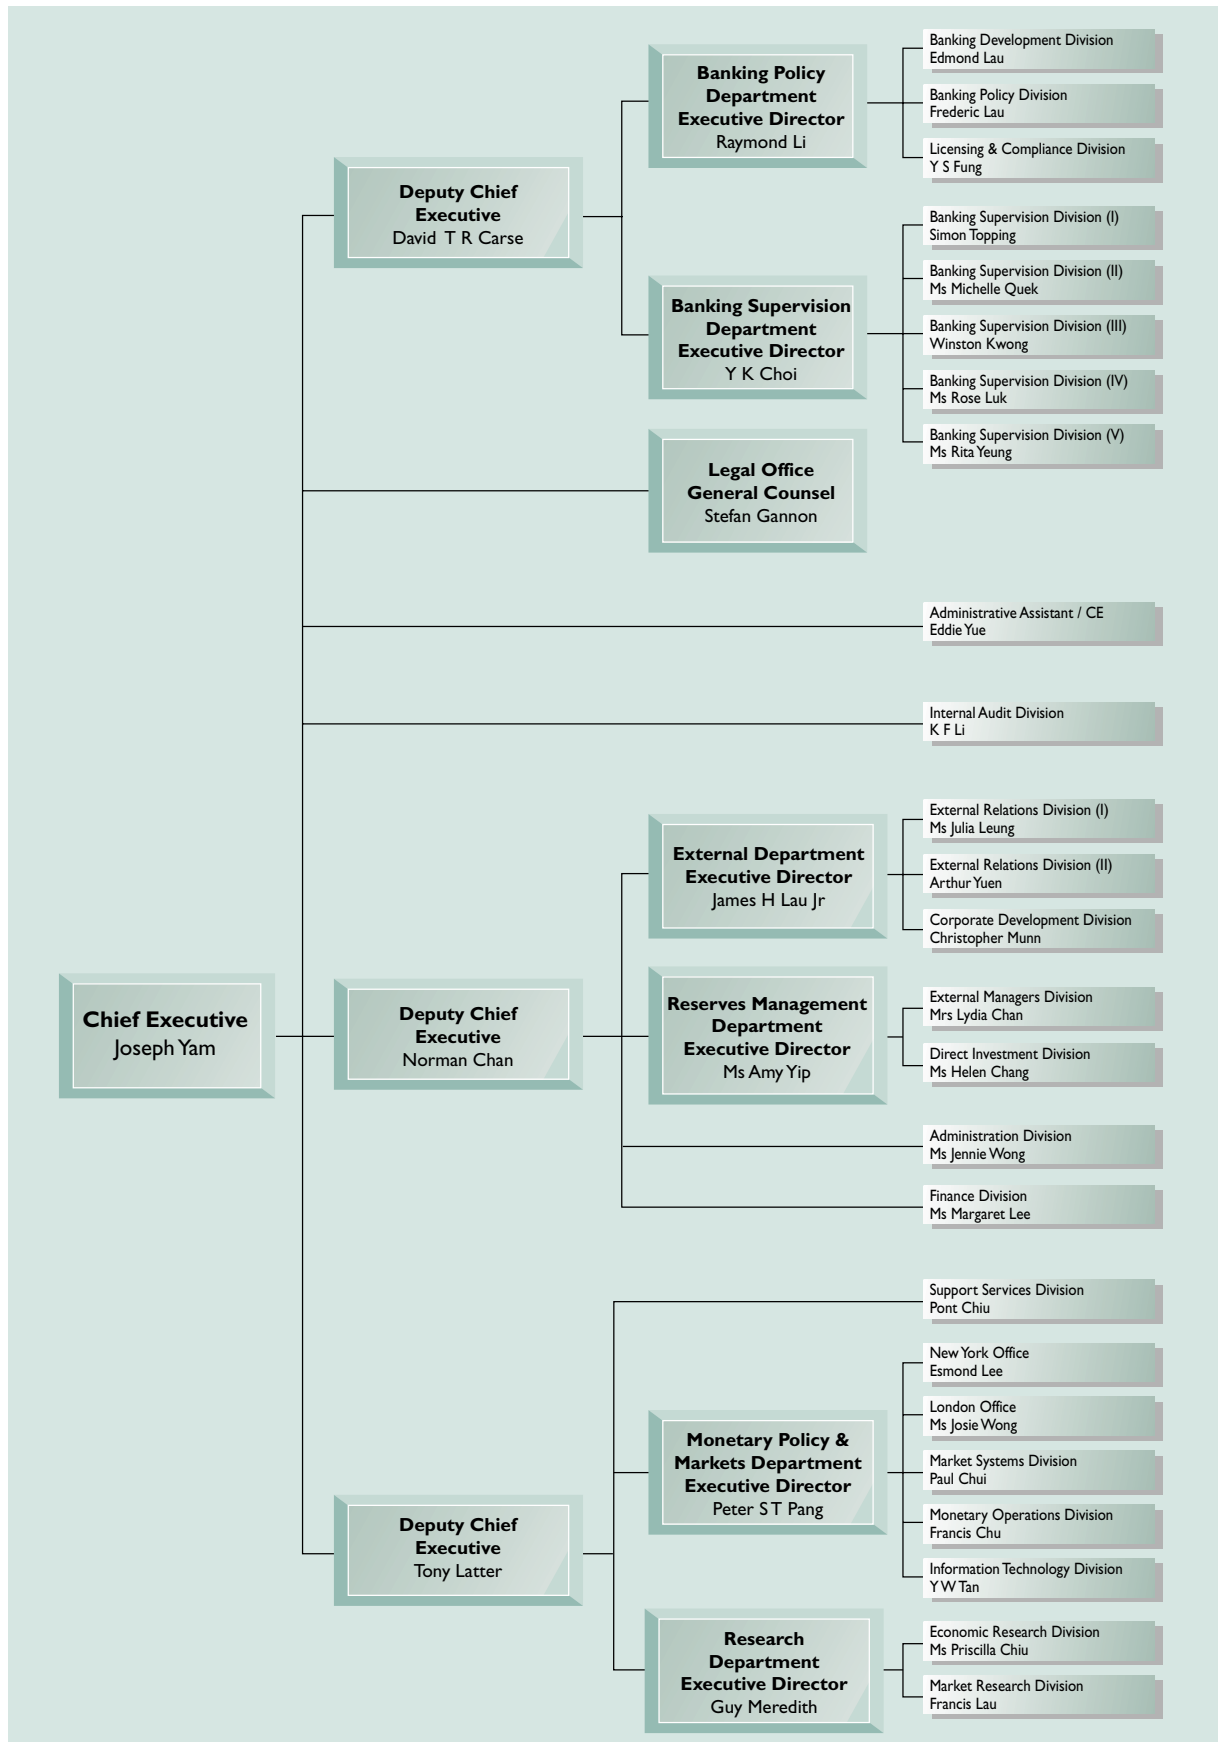 Banking Policy
Department
Executive Director
Raymond Li
Banking Development Division
Edmond Lau
Banking Policy Division
Frederic Lau
Licensing & Compliance Division
Y S Fung
Deputy Chief
Executive
David T R Carse
Banking Supervision
Department
Executive Director
Y K Choi
Banking Supervision Division (I)
Simon Topping
Banking Supervision Division (II)
Ms Michelle Quek
Banking Supervision Division (III)
Winston Kwong
Banking Supervision Division (IV)
Ms Rose Luk
Banking Supervision Division (V)
Ms Rita Yeung
Legal Office
General Counsel
Stefan Gannon
Administrative Assistant / CE
Eddie Yue
Internal Audit Division
K F Li
External Department
Executive Director
James H Lau Jr
External Relations Division (I)
Ms Julia Leung
External Relations Division (II)
Arthur Yuen
Corporate Development Division
Christopher Munn
Chief Executive
Joseph Yam
Deputy Chief
Executive
Norman Chan
Reserves Management
Department
Executive Director
Ms Amy Yip
External Managers Division
Mrs Lydia Chan
Direct Investment Division
Ms Helen Chang
Administration Division
Ms Jennie Wong
Finance Division
Ms Margaret Lee
Support Services Division
Pont Chiu
Monetary Policy &
Markets Department
Executive Director
Peter S T Pang
New York Office
Esmond Lee
London Office
Ms Josie Wong
Market Systems Division
Paul Chui
Monetary Operations Division
Francis Chu
Information Technology Division
Y W Tan
Deputy Chief
Executive
Tony Latter
Research
Department
Executive Director
Guy Meredith
Economic Research Division
Ms Priscilla Chiu
Market Research Division
Francis Lau